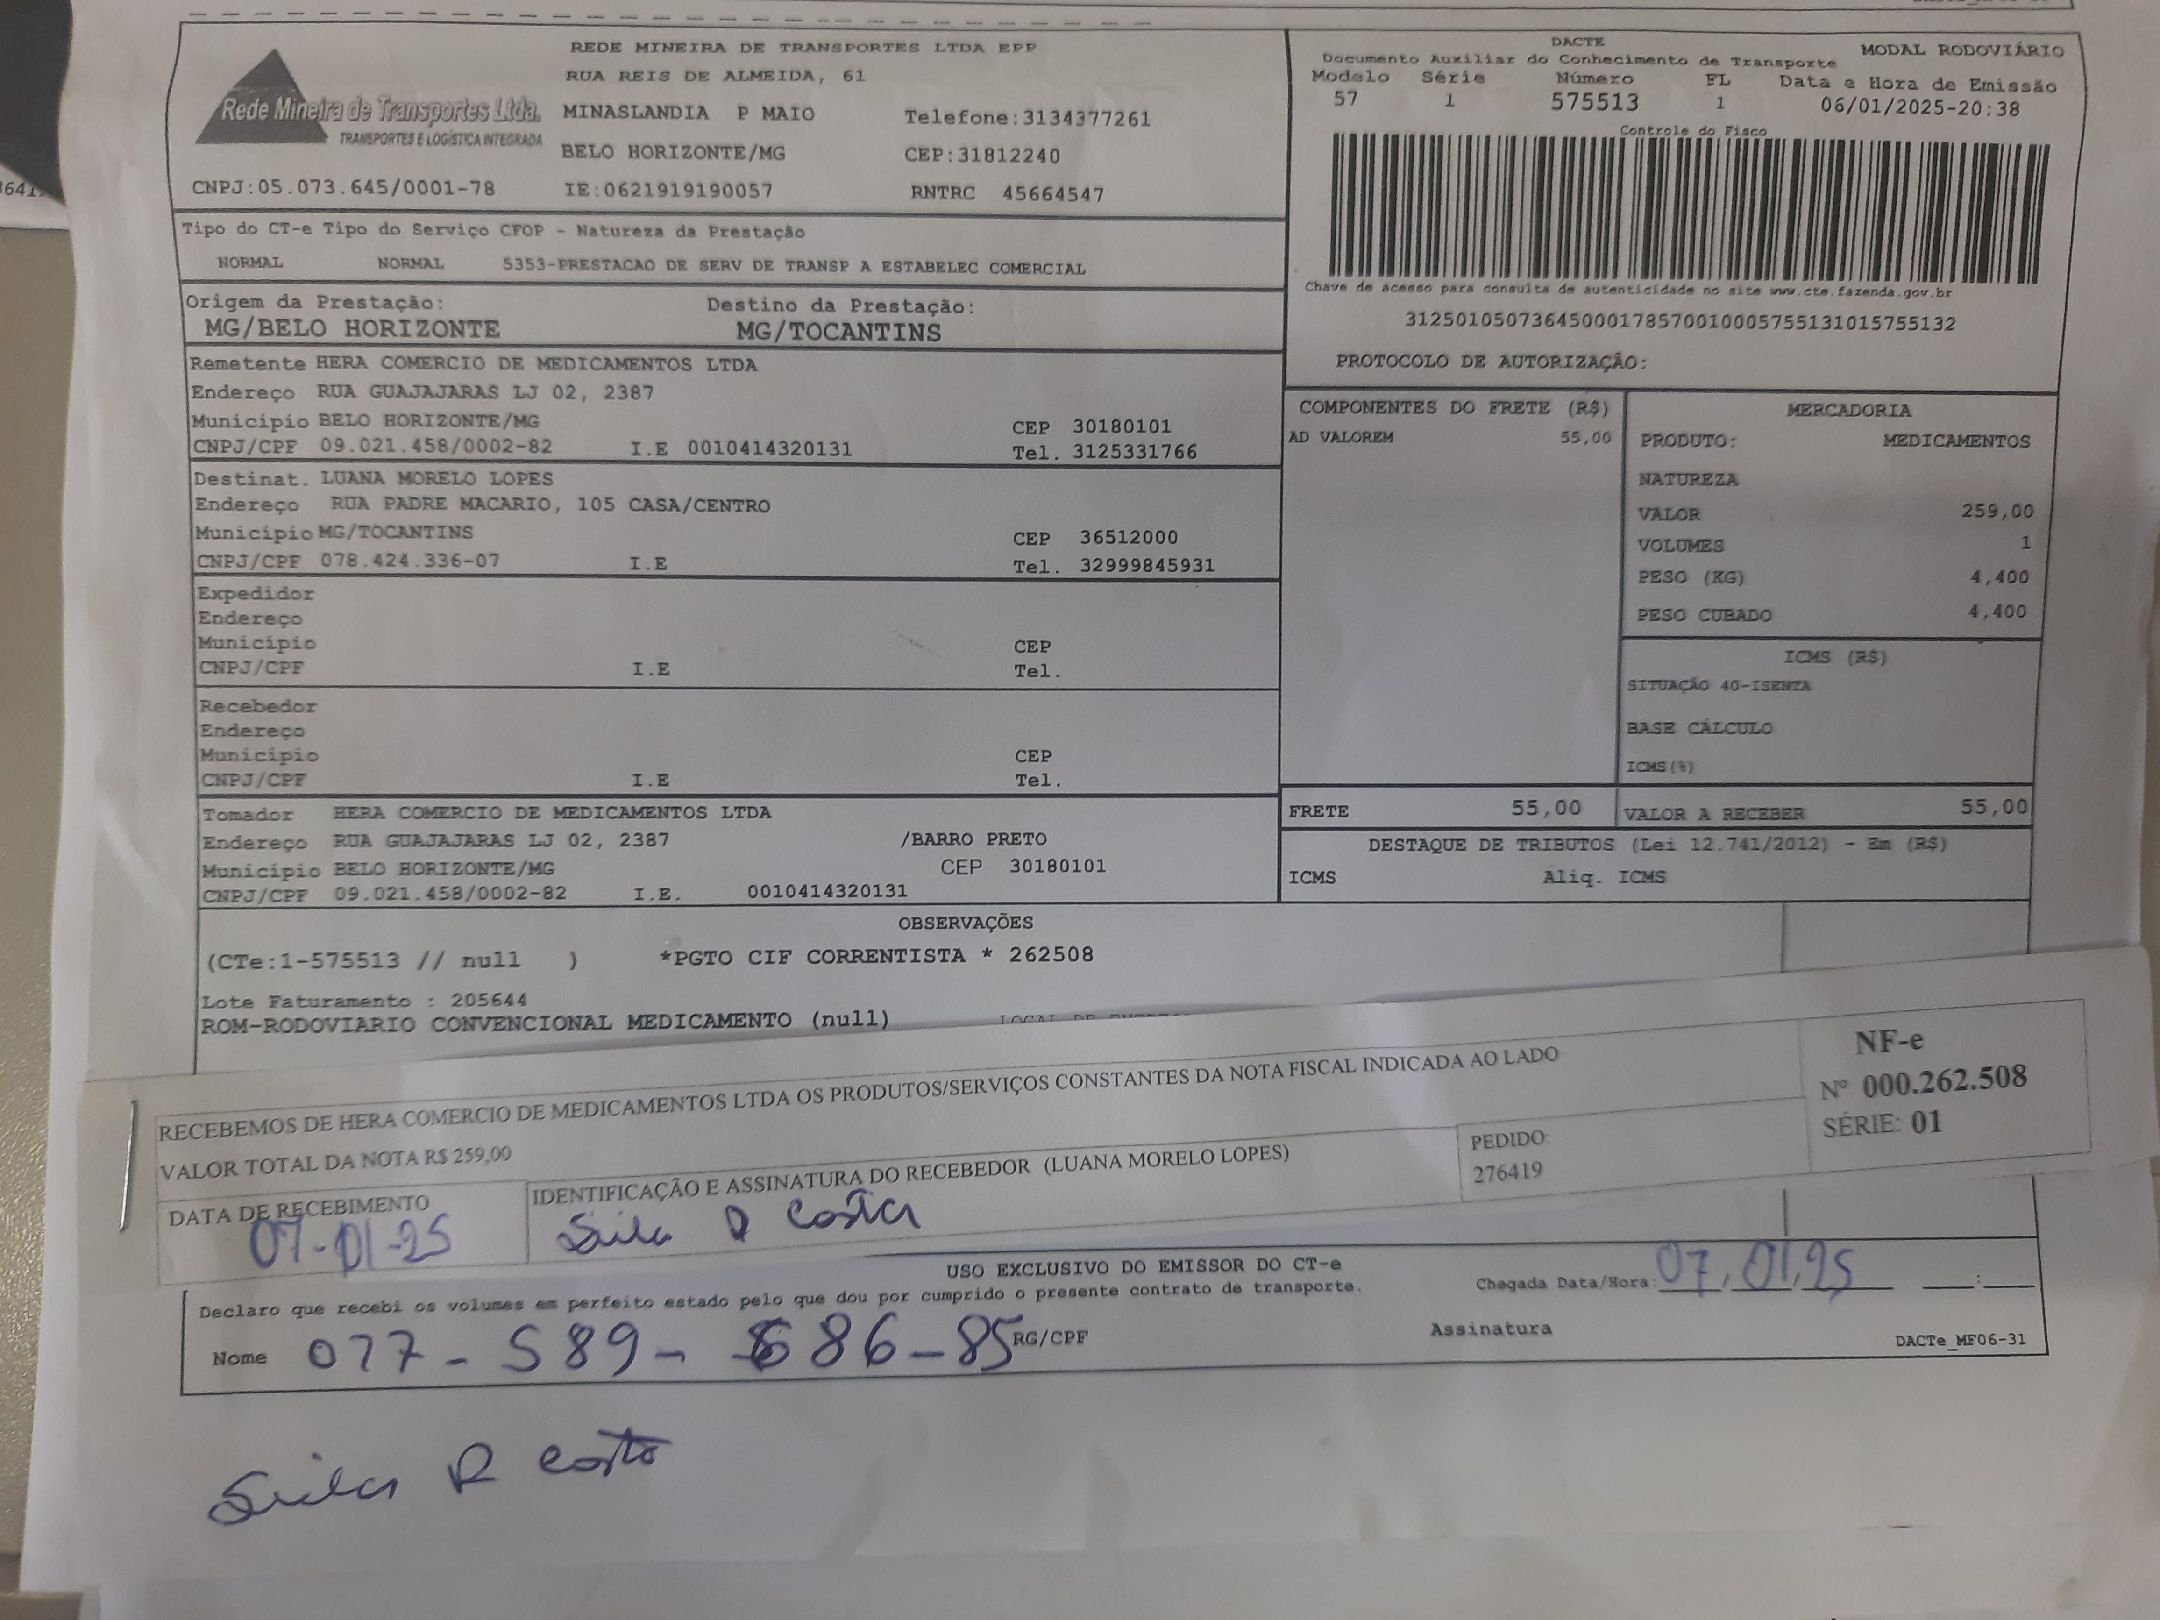 REDE MINEIRA DE TRANSPORTES LTDA EPP
RUA REIS DE ALMEIDA, 61
Rede Mineira de Transportes Ltda.
TRANSPORTES E LOGÍSTICA INTEGRADA
MINASLANDIA P MAIO Telefone:3134377261
BELO HORIZONTE/MG CEP:31812240
CNPJ:05.073.645/0001-78 IE:0621919190057 RNTRC 45664547
DACTE MODAL RODOVIÁRIO
Documento Auxiliar do Conhecimento de Transporte
Modelo Série Número FL Data e Hora de Emissão
57 1 575513 1 06/01/2025-20:38
Controle do Fisco
Chave de acesso para consulta de autenticidade no site www.cte.fazenda.gov.br
31250105073645000178570010005755131015755132
PROTOCOLO DE AUTORIZAÇÃO:
Tipo do CT-e Tipo do Serviço CFOP - Natureza da Prestação
NORMAL NORMAL 5353-PRESTACAO DE SERV DE TRANSP A ESTABELEC COMERCIAL
Origem da Prestação: Destino da Prestação:
MG/BELO HORIZONTE MG/TOCANTINS
Remetente HERA COMERCIO DE MEDICAMENTOS LTDA
Endereço RUA GUAJAJARAS LJ 02, 2387
Município BELO HORIZONTE/MG CEP 30180101
CNPJ/CPF 09.021.458/0002-82 I.E 0010414320131 Tel. 3125331766
Destinat. LUANA MORELO LOPES
Endereço RUA PADRE MACARIO, 105 CASA/CENTRO
Município MG/TOCANTINS CEP 36512000
CNPJ/CPF 078.424.336-07 I.E Tel. 32999845931
Expedidor
Endereço
Município CEP
CNPJ/CPF I.E Tel.
Recebedor
Endereço
Município CEP
CNPJ/CPF I.E Tel.
Tomador HERA COMERCIO DE MEDICAMENTOS LTDA
Endereço RUA GUAJAJARAS LJ 02, 2387 /BARRO PRETO
Município BELO HORIZONTE/MG CEP 30180101
CNPJ/CPF 09.021.458/0002-82 I.E. 0010414320131
COMPONENTES DO FRETE (R$)
AD VALOREM 55,00
MERCADORIA
PRODUTO: MEDICAMENTOS
NATUREZA
VALOR 259,00
VOLUMES 1
PESO (KG) 4,400
PESO CUBADO 4,400
ICMS (R$)
SITUAÇÃO 40-ISENTA
BASE CÁLCULO
ICMS(%)
FRETE 55,00 VALOR A RECEBER 55,00
DESTAQUE DE TRIBUTOS (Lei 12.741/2012) - Em (R$)
ICMS Aliq. ICMS
OBSERVAÇÕES
(CTe:1-575513 // null ) *PGTO CIF CORRENTISTA * 262508
Lote Faturamento : 205644
ROM-RODOVIARIO CONVENCIONAL MEDICAMENTO (null)
RECEBEMOS DE HERA COMERCIO DE MEDICAMENTOS LTDA OS PRODUTOS/SERVIÇOS CONSTANTES DA NOTA FISCAL INDICADA AO LADO
VALOR TOTAL DA NOTA R$ 259,00
NF-e
Nº 000.262.508
SÉRIE: 01
PEDIDO
276419
DATA DE RECEBIMENTO
07-01-25
IDENTIFICAÇÃO E ASSINATURA DO RECEBEDOR (LUANA MORELO LOPES)
R Costa
USO EXCLUSIVO DO EMISSOR DO CT-e
Declaro que recebi os volumes em perfeito estado pelo que dou por cumprido o presente contrato de transporte.
Chegada Data/Hora: 07,01,25 :
Nome 077-589-686-85 RG/CPF Assinatura
DACTe_MF06-31
R Costa